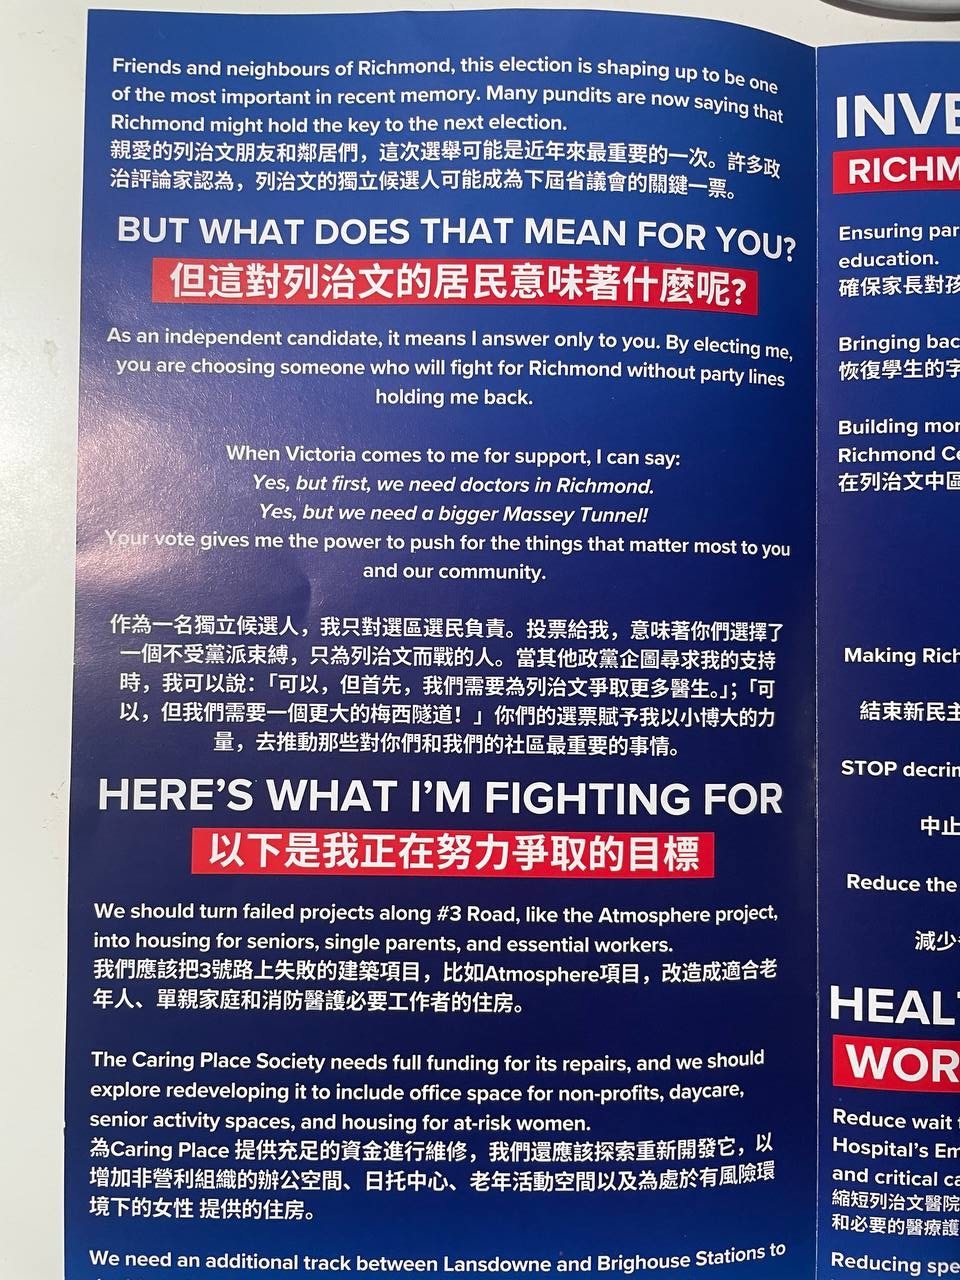 Friends and neighbours of Richmond, this election is shaping up to be one
of the most important in recent memory. Many pundits are now saying that
Richmond might hold the key to the next election.
親愛的列治文朋友和鄰居們，這次選舉可能是近年來最重要的一次。許多政
治評論家認為，列治文的獨立候選人可能成為下屆省議會的關鍵一票。
BUT WHAT DOES THAT MEAN FOR YOU?
但這對列治文的居民意味著什麼呢?
As an independent candidate, it means I answer only to you. By electing me,
you are choosing someone who will fight for Richmond without party lines
holding me back.
When Victoria comes to me for support, I can say:
Yes, but first, we need doctors in Richmond.
Yes, but we need a bigger Massey Tunnel!
Your vote gives me the power to push for the things that matter most to you
and our community.
作為一名獨立候選人，我只對選區選民負責。投票給我，意味著你們選擇了
一個不受黨派束縛，只為列治文而戰的人。當其他政黨企圖尋求我的支持
時，我可以說：「可以，但首先，我們需要為列治文爭取更多醫生。」；「可
以，但我們需要一個更大的梅西隧道！」你們的選票賦予我以小博大的力
量，去推動那些對你們和我們的社區最重要的事情。
HERE'S WHAT I'M FIGHTING FOR
以下是我正在努力爭取的目標
We should turn failed projects along #3 Road, like the Atmosphere project,
into housing for seniors, single parents, and essential workers.
我們應該把3號路上失敗的建築項目，比如Atmosphere項目，改造成適合老
年人、單親家庭和消防醫護必要工作者的住房。
The Caring Place Society needs full funding for its repairs, and we should
explore redeveloping it to include office space for non-profits, daycare,
senior activity spaces, and housing for at-risk women.
為Caring Place 提供充足的資金進行維修，我們還應該探索重新開發它，以
增加非營利組織的辦公空間、日托中心、老年活動空間以及為處於有風險環
境下的女性 提供的住房。
We need an additional track between Lansdowne and Brighouse Stations to
INVE
RICHM
Ensuring par
education.
確保家長對孩
Bringing bac
恢復學生的字
Building mor
Richmond Ce
在列治文中區
Making Rich
結束新民主
STOP decrim
中止
Reduce the
減少
HEAL
WOR
Reduce wait
Hospital's Em
and critical ca
縮短列治文醫院
和必要的醫療護
Reducing spe